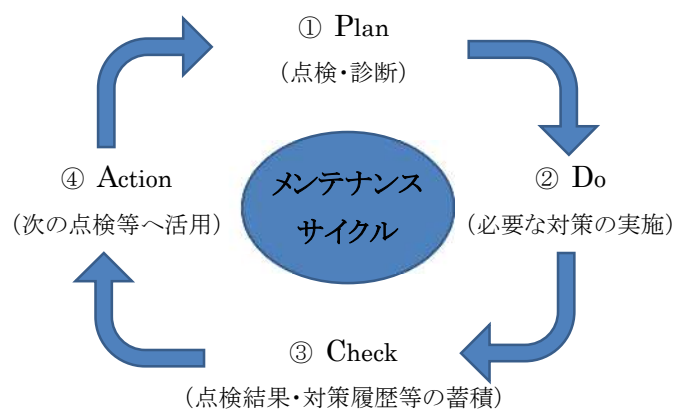 ① Plan
(点検・診断)
② Do
(必要な対策の実施)
③ Check
(点検結果・対策履歴等の蓄積)
④ Action
(次の点検等へ活用)
メンテナンス
サイクル